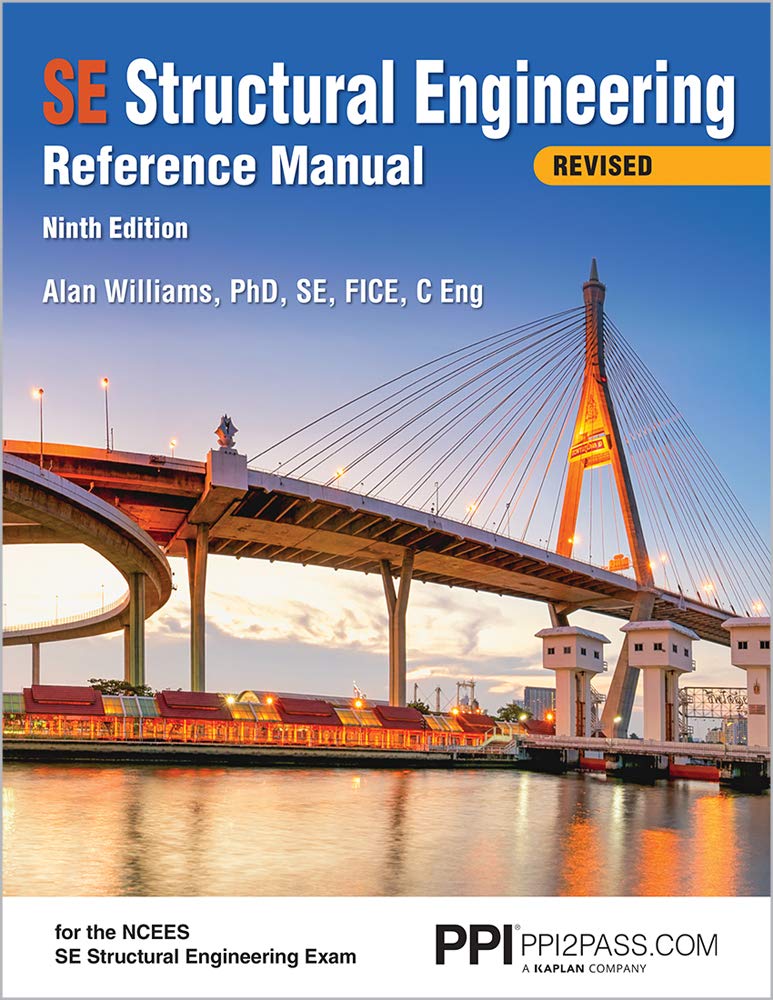 SE Structural Engineering
Reference Manual
REVISED
Ninth Edition
Alan Williams, PhD, SE, FICE, C Eng
for the NCEES
SE Structural Engineering Exam
PPI® PPI2PASS.COM
A KAPLAN COMPANY